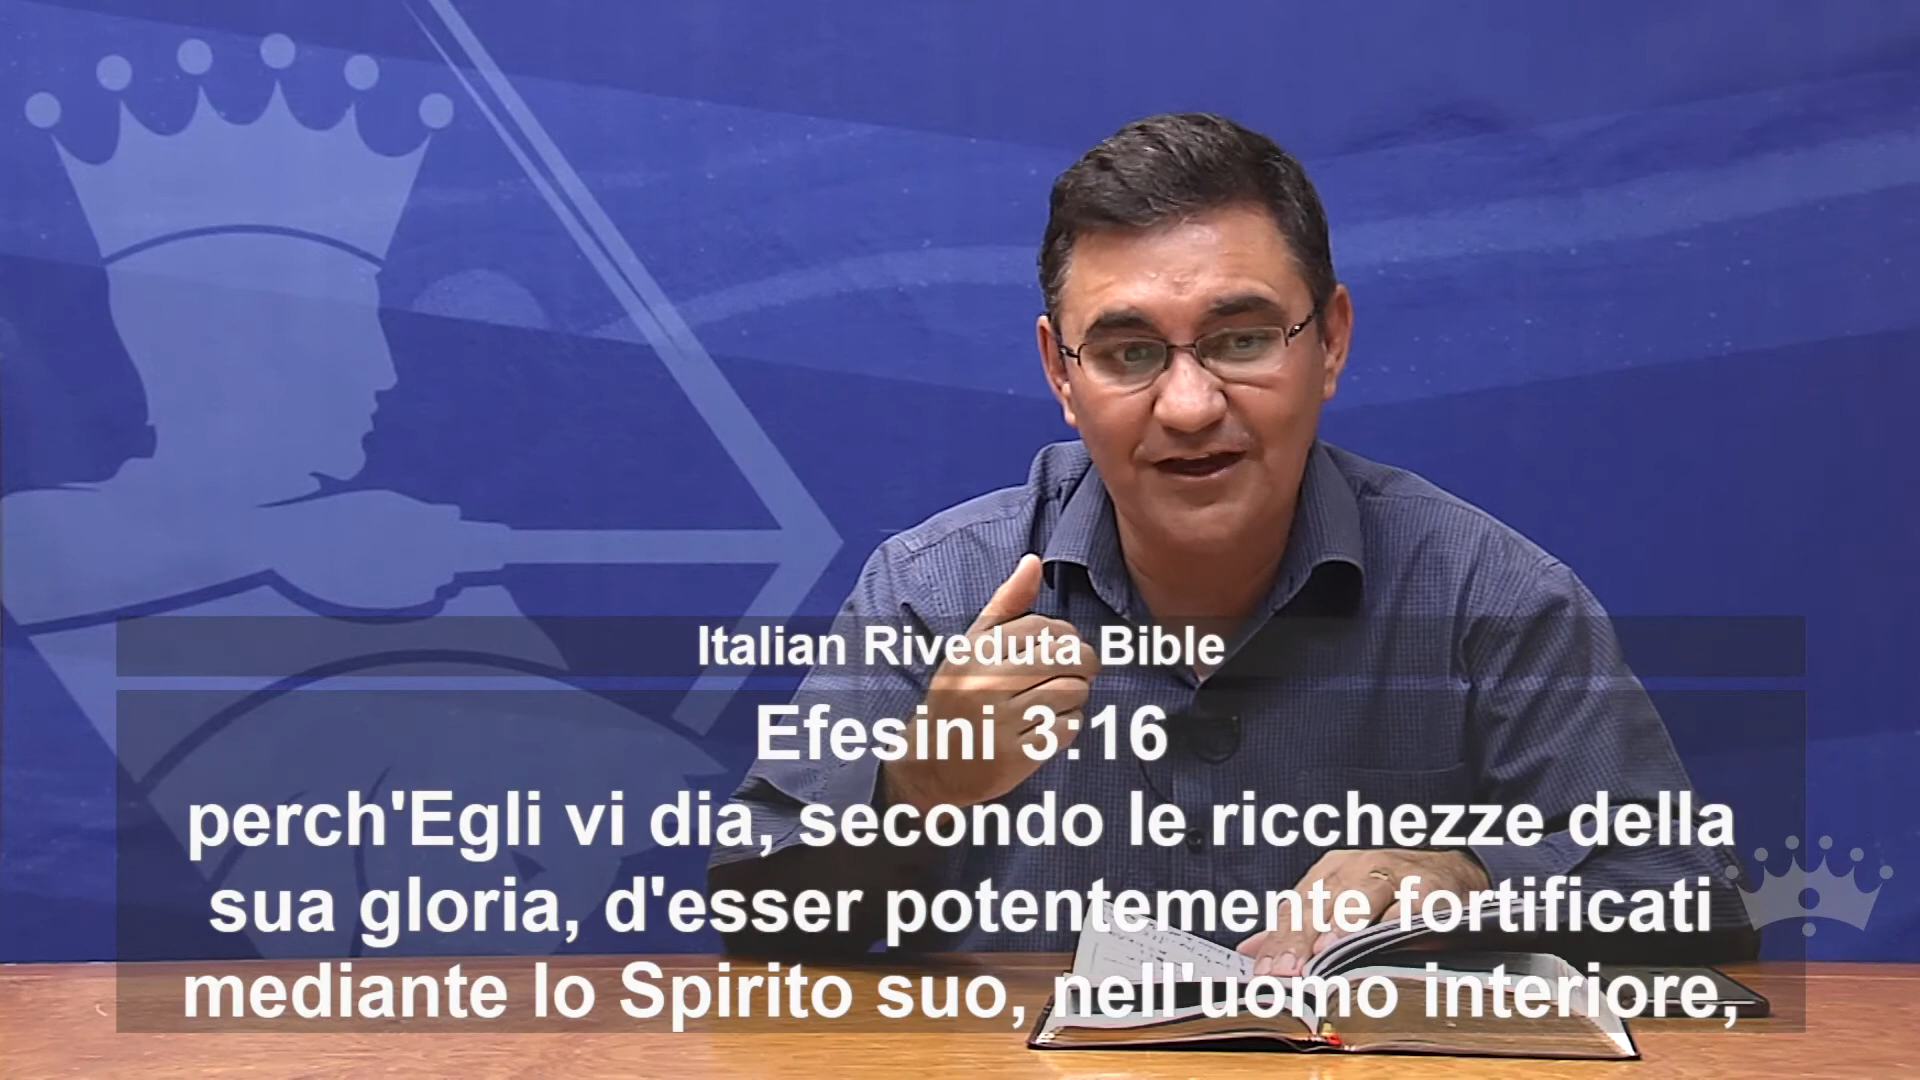 Italian Riveduta Bible
Efesini 3:16
perch'Egli vi dia, secondo le ricchezze della
sua gloria, d'esser potentemente fortificati
mediante lo Spirito suo, nell'uomo interiore,